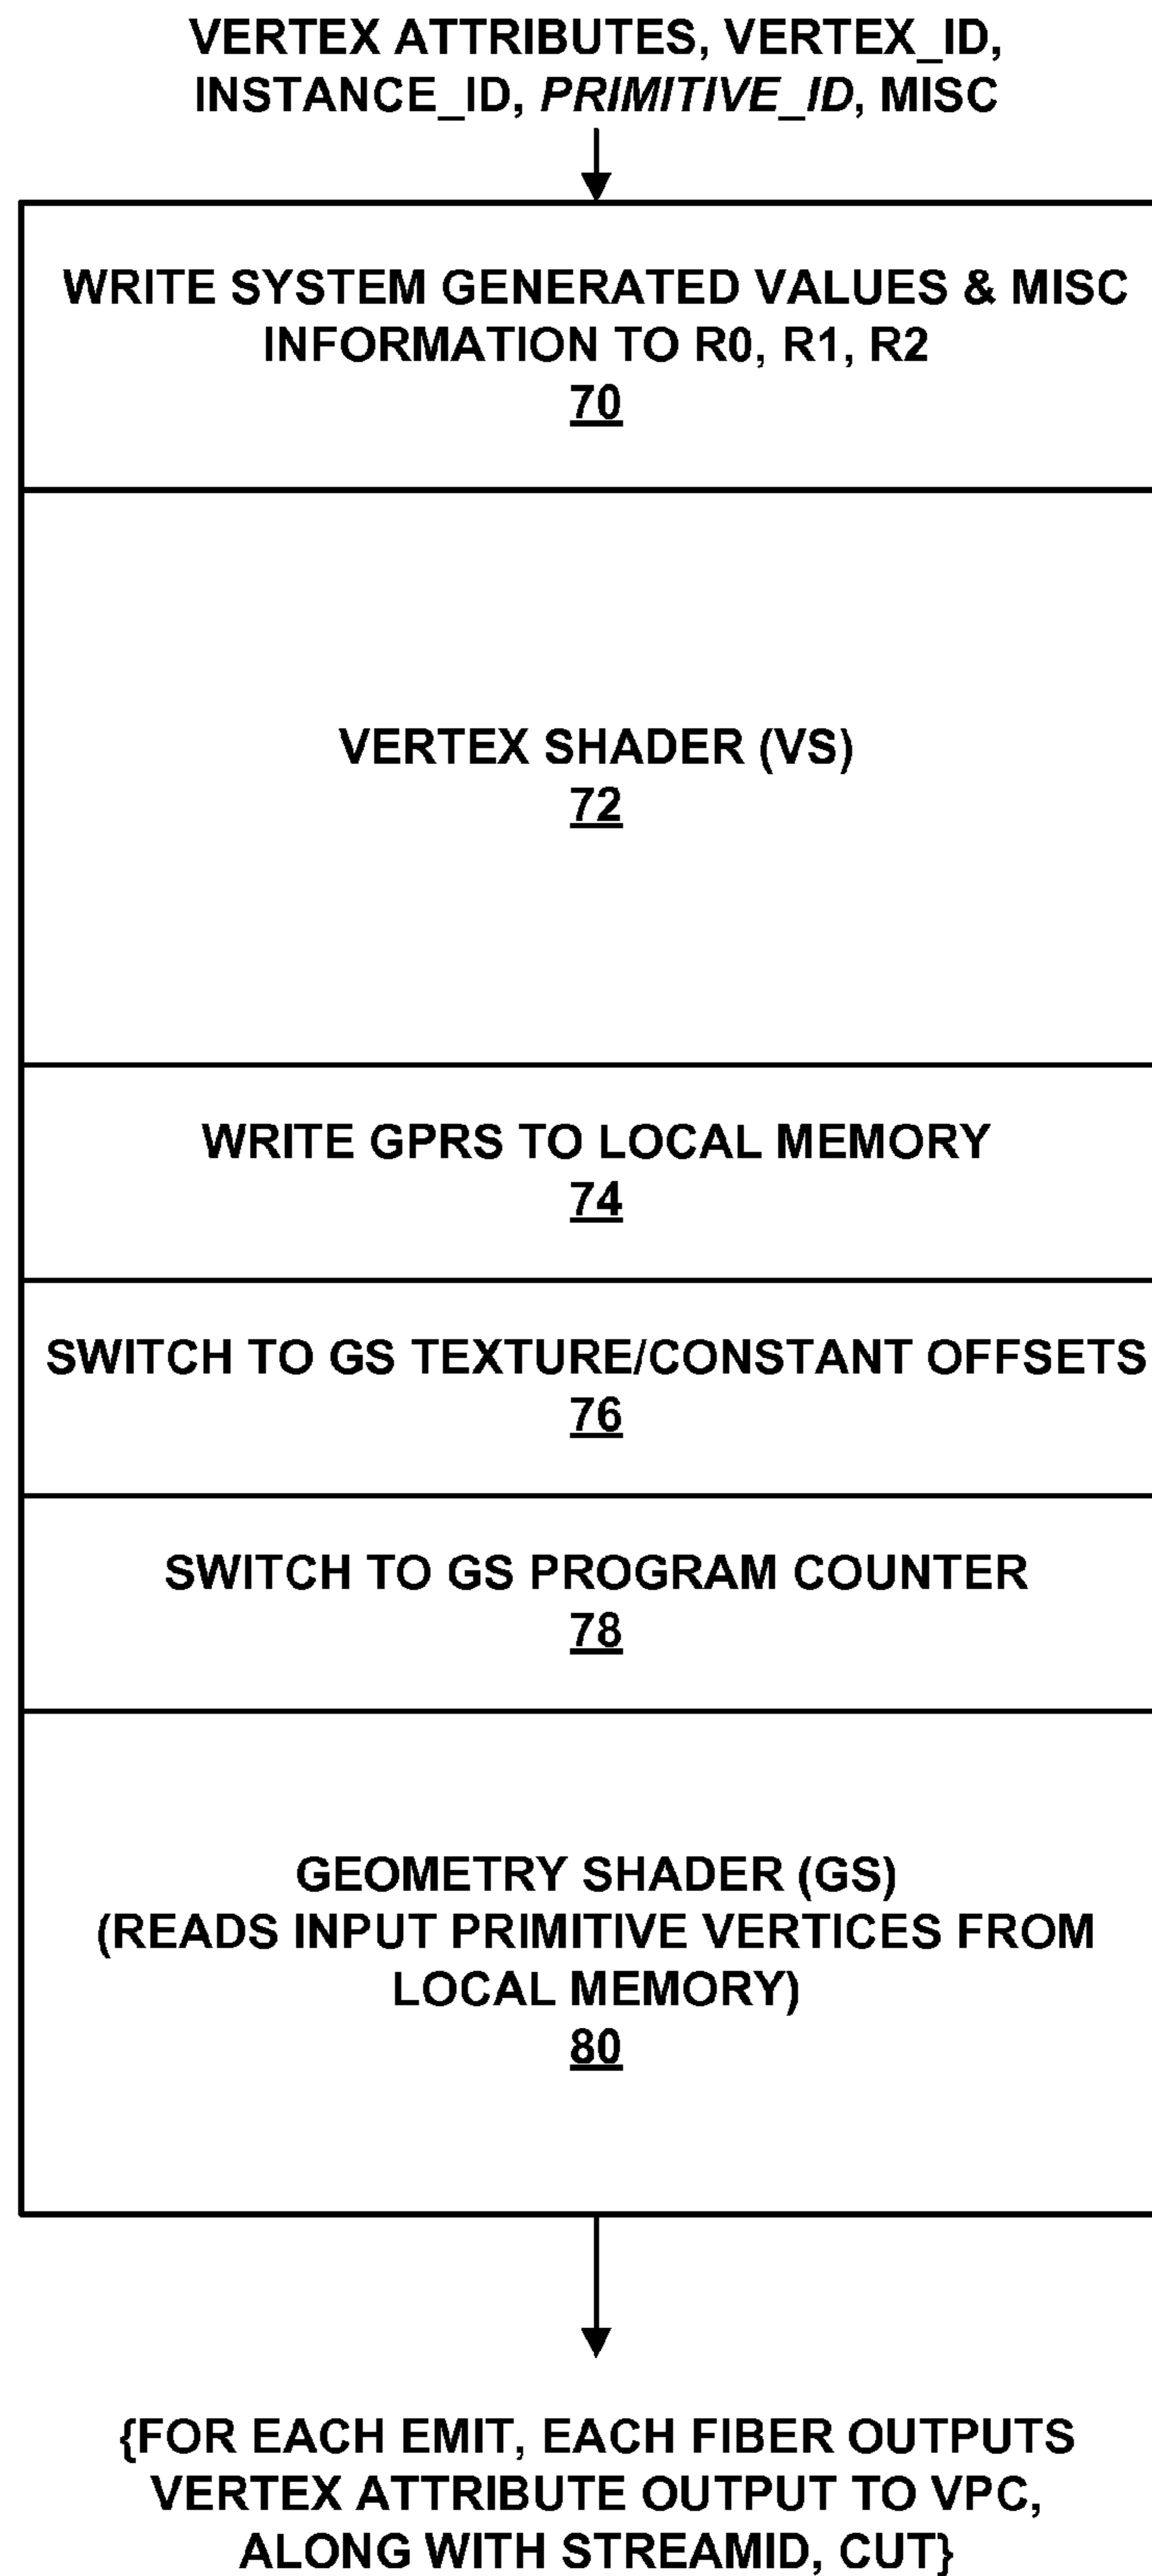 VERTEX ATTRIBUTES, VERTEX_ID,
INSTANCE_ID, PRIMITIVE_ID, MISC
WRITE SYSTEM GENERATED VALUES & MISC
INFORMATION TO R0, R1, R2
70
VERTEX SHADER (VS)
72
WRITE GPRS TO LOCAL MEMORY
74
SWITCH TO GS TEXTURE/CONSTANT OFFSETS
76
SWITCH TO GS PROGRAM COUNTER
78
GEOMETRY SHADER (GS)
(READS INPUT PRIMITIVE VERTICES FROM
LOCAL MEMORY)
80
{FOR EACH EMIT, EACH FIBER OUTPUTS
VERTEX ATTRIBUTE OUTPUT TO VPC,
ALONG WITH STREAMID, CUT}